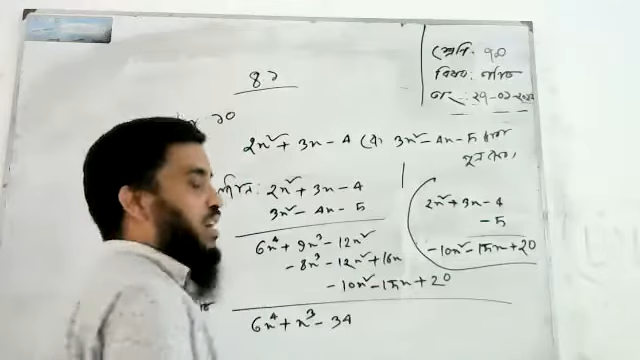 শ্রেণি: ৭ম
বিষয়: গণিত
৪১
2x² + 3x - 4 কে 3x² - 4x - 5 দ্বারা
গুণ কর।
2x² + 3x - 4
3x² - 4x - 5
6x⁴ + 9x³ - 12x²
- 8x³ - 12x² + 16x
- 10x² - 15x + 20
6x⁴ + x³ - 34
2x² + 3x - 4
- 5
- 10x² - 15x + 20